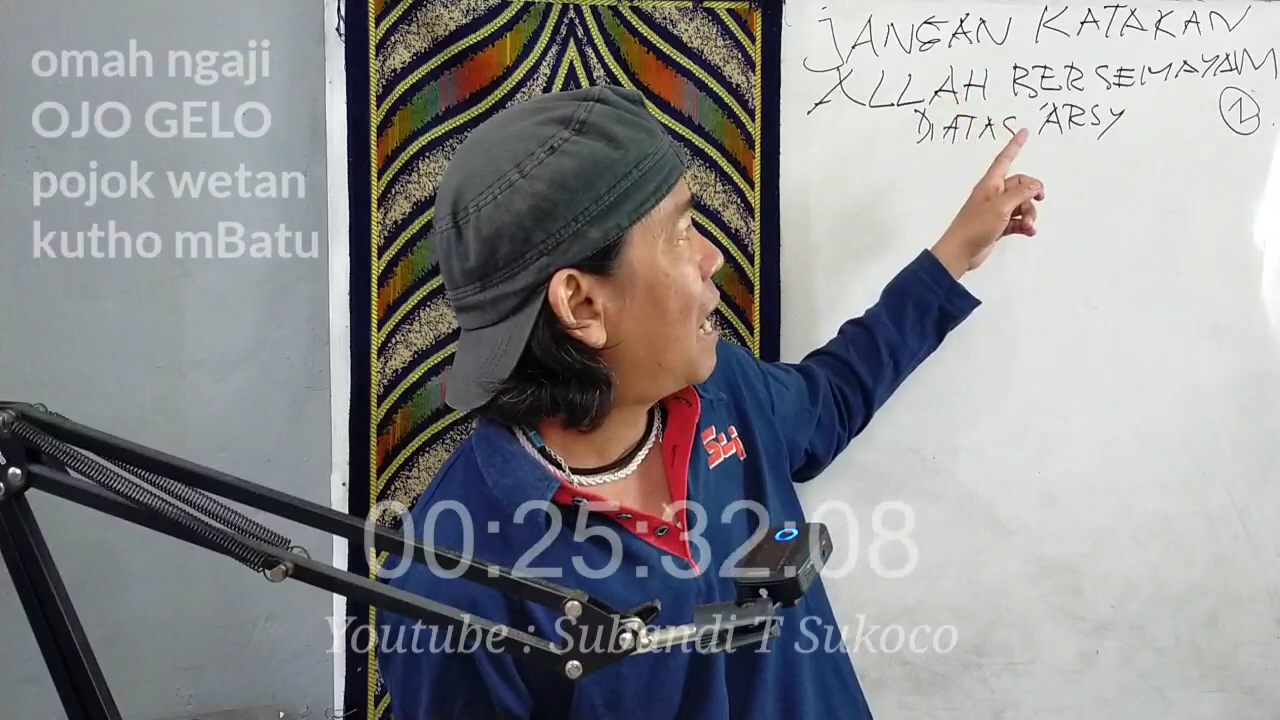 omah ngaji
OJO GELO
pojok wetan
kutho mBatu
JANGAN KATAKAN
ALLAH BERSEMAYAM
DIATAS 'ARSY
1
00:25:32:08
Youtube : Subandi T Sukoco